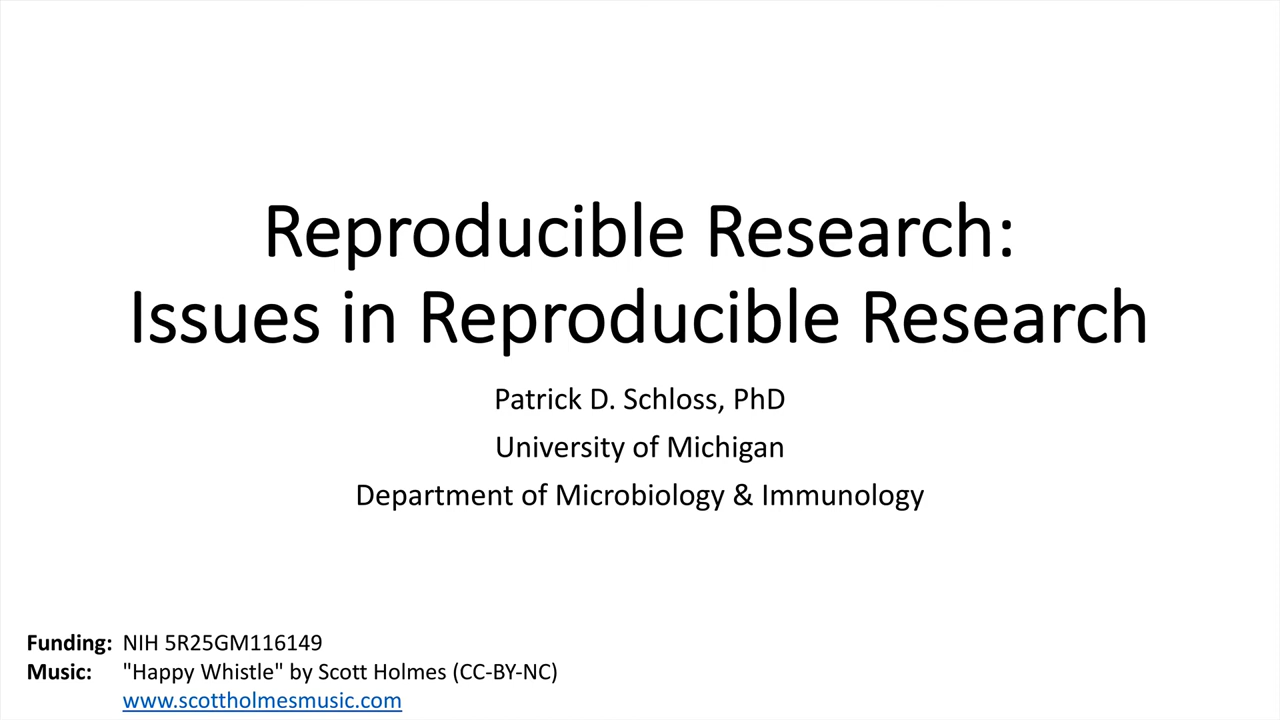 Reproducible Research:
Issues in Reproducible Research
Patrick D. Schloss, PhD
University of Michigan
Department of Microbiology & Immunology
Funding: NIH 5R25GM116149
Music: "Happy Whistle" by Scott Holmes (CC-BY-NC)
www.scottholmesmusic.com